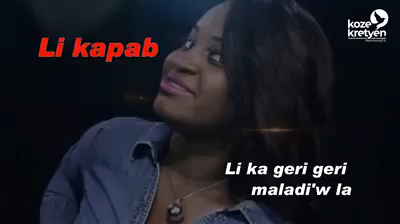 koze
kretyen
Li kapab
Li ka geri geri
maladi'w la